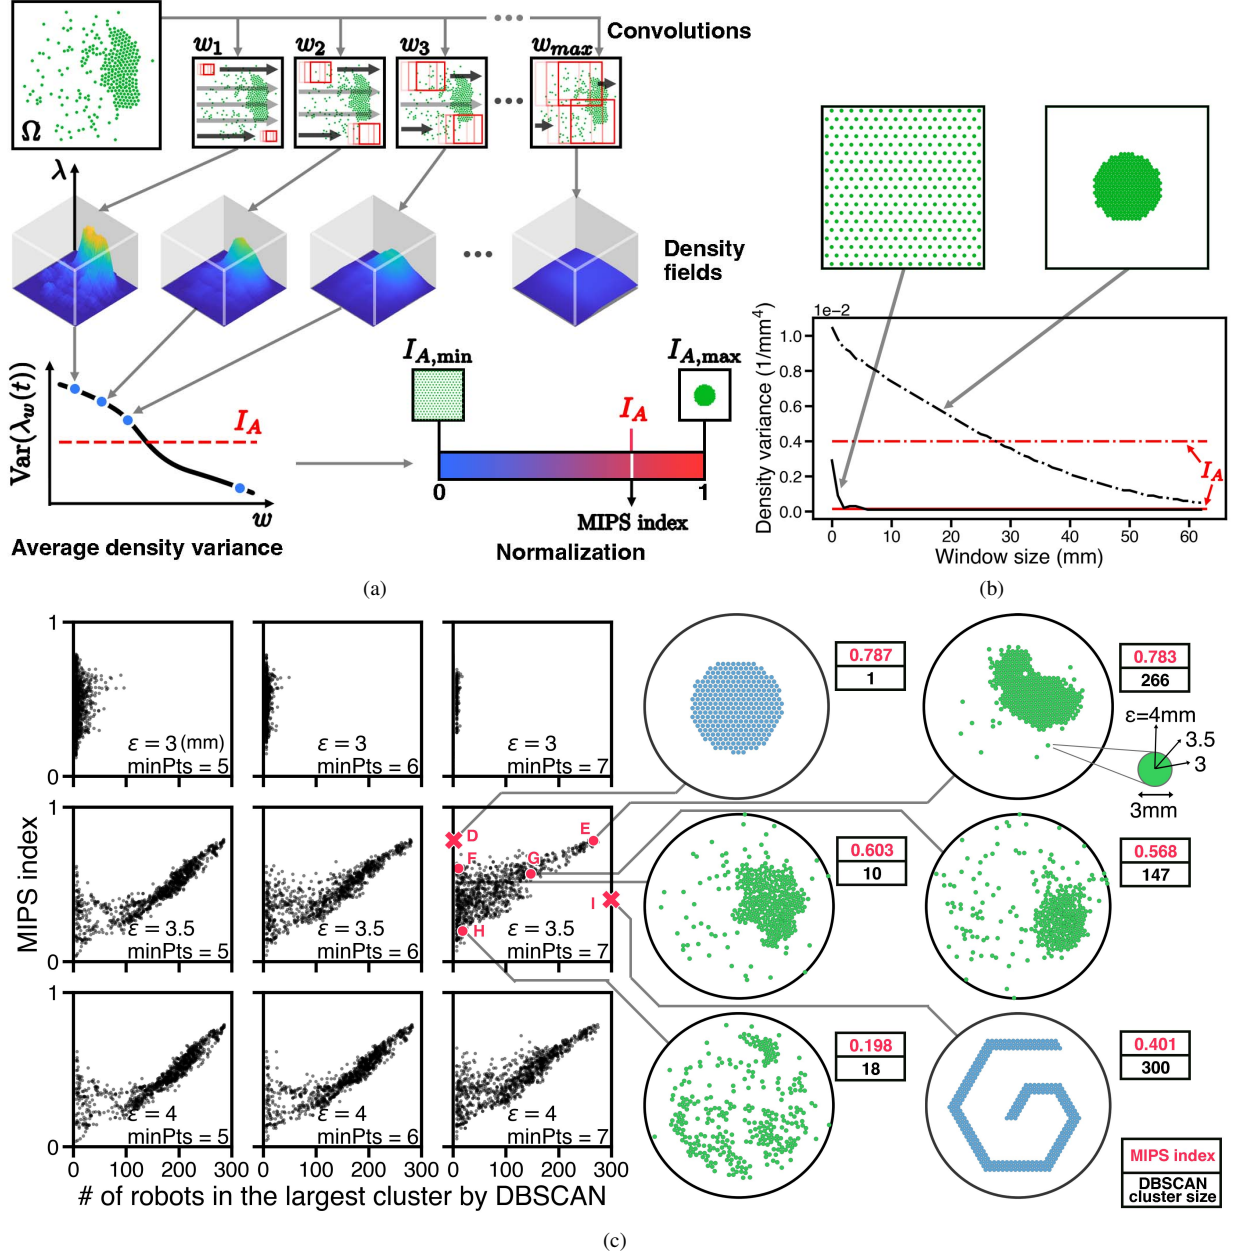 Convolutions
w1
w2
w3
wmax
Ω
λ
Density
fields
Var(λw(t))
IA
w
Average density variance
IA,min
IA,max
IA
0
1
MIPS index
Normalization
(a)
1e−2
Density variance (1/mm4)
1.0
0.8
0.6
0.4
0.2
0.0
IA
0
10
20
30
40
50
60
Window size (mm)
(b)
MIPS index
1
0
ε = 3 (mm)
minPts = 5
ε = 3
minPts = 6
ε = 3
minPts = 7
1
0
ε = 3.5
minPts = 5
ε = 3.5
minPts = 6
ε = 3.5
minPts = 7
D
E
F
G
H
I
1
0
ε = 4
minPts = 5
ε = 4
minPts = 6
ε = 4
minPts = 7
0 100 200 300
0 100 200 300
0 100 200 300
# of robots in the largest cluster by DBSCAN
0.787
1
0.783
266
ε=4mm
3.5
3
3mm
0.603
10
0.568
147
0.198
18
0.401
300
MIPS index
DBSCAN
cluster size
(c)